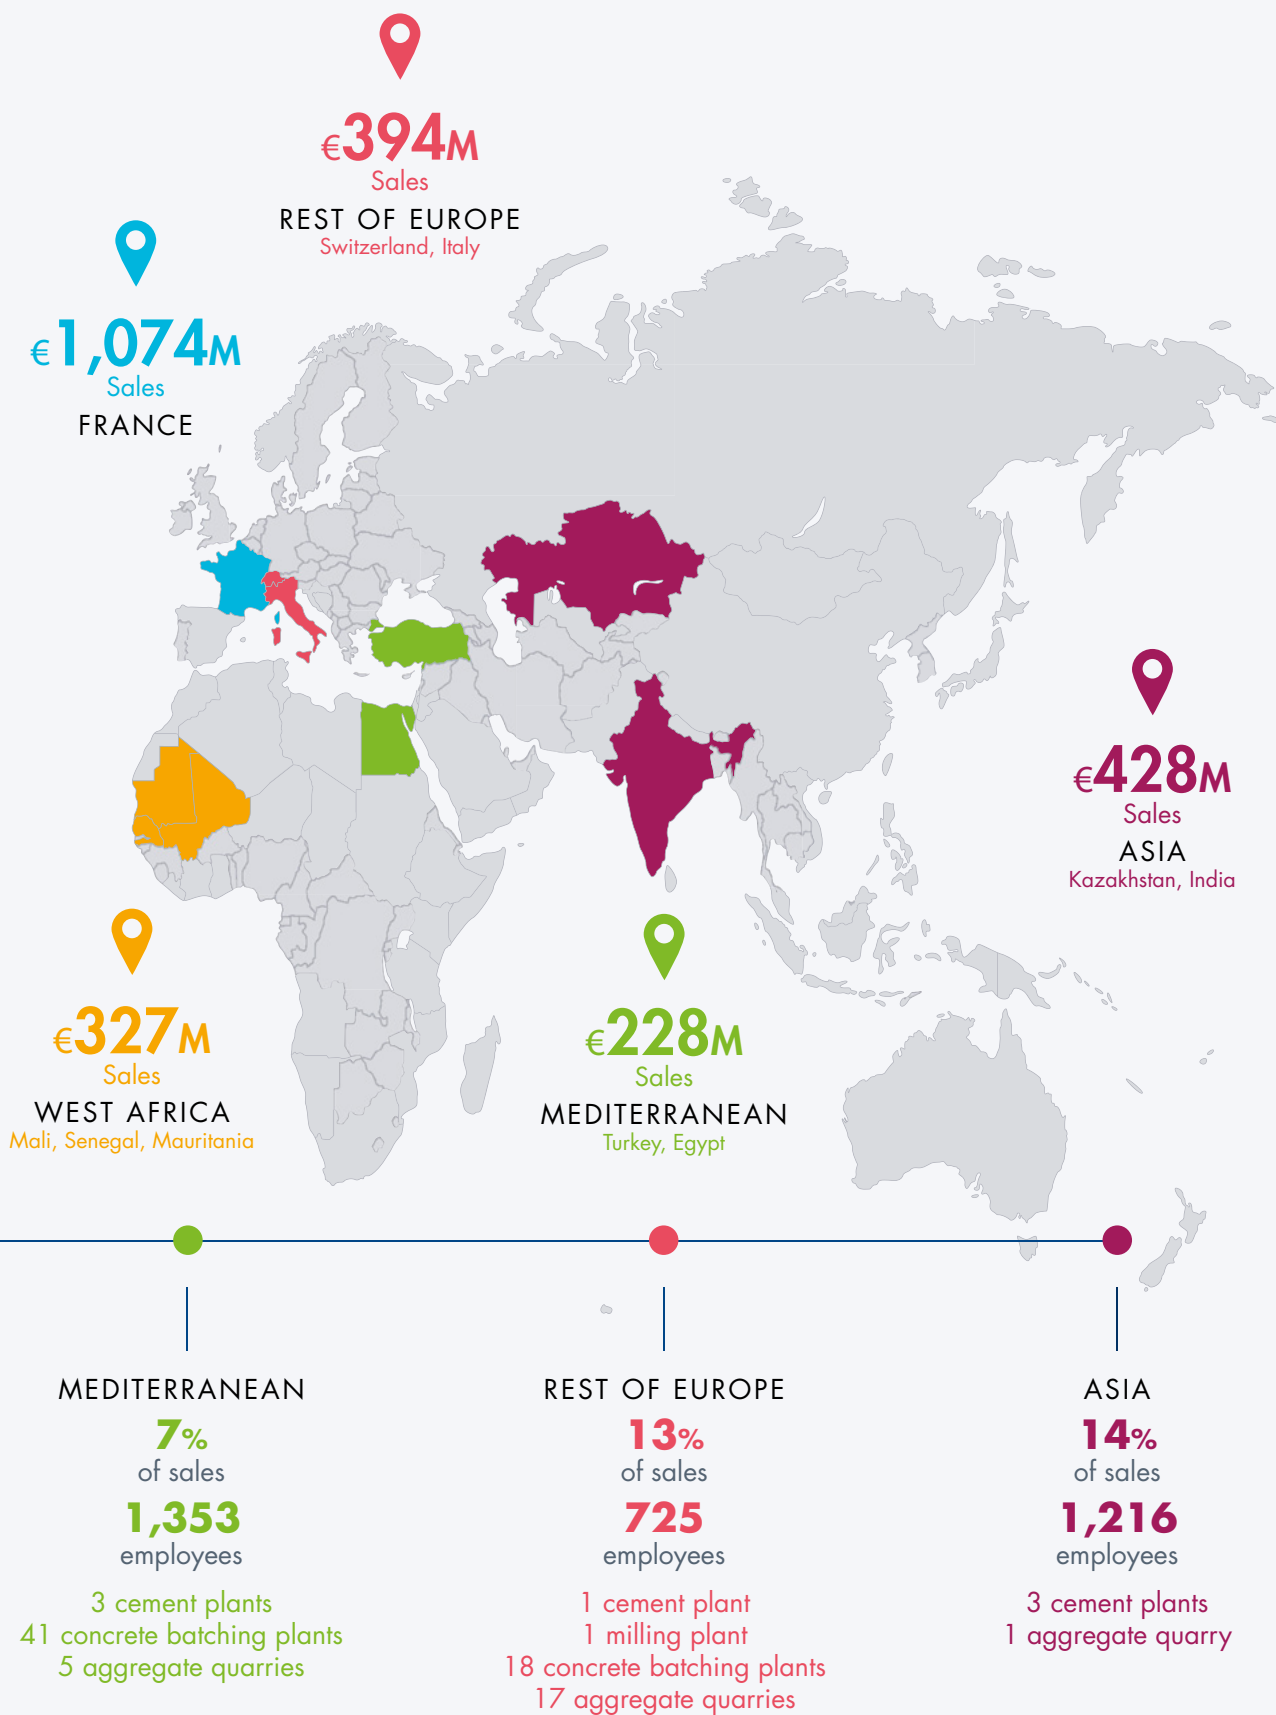 €394M
Sales
REST OF EUROPE
Switzerland, Italy
€1,074M
Sales
FRANCE
€428M
Sales
ASIA
Kazakhstan, India
€327M
Sales
WEST AFRICA
Mali, Senegal, Mauritania
€228M
Sales
MEDITERRANEAN
Turkey, Egypt
MEDITERRANEAN
7%
of sales
1,353
employees
3 cement plants
41 concrete batching plants
5 aggregate quarries
REST OF EUROPE
13%
of sales
725
employees
1 cement plant
1 milling plant
18 concrete batching plants
17 aggregate quarries
ASIA
14%
of sales
1,216
employees
3 cement plants
1 aggregate quarry